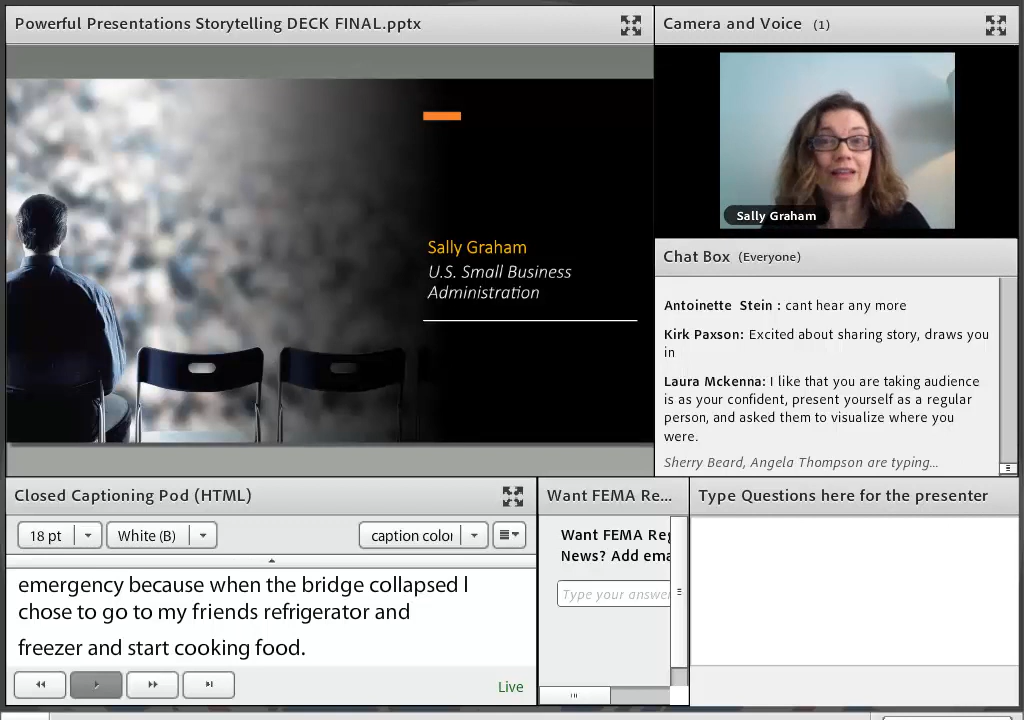 Powerful Presentations Storytelling DECK FINAL.pptx
Sally Graham
U.S. Small Business
Administration
Camera and Voice (1)
Sally Graham
Chat Box (Everyone)
Antoinette Stein : cant hear any more
Kirk Paxson: Excited about sharing story, draws you
in
Laura Mckenna: I like that you are taking audience
is as your confident, present yourself as a regular
person, and asked them to visualize where you
were.
Sherry Beard, Angela Thompson are typing...
Closed Captioning Pod (HTML)
18 pt
White (B)
caption color
emergency because when the bridge collapsed I
chose to go to my friends refrigerator and
freezer and start cooking food.
Live
Want FEMA Re...
Want FEMA Reg
News? Add ema
Type your answer
Type Questions here for the presenter